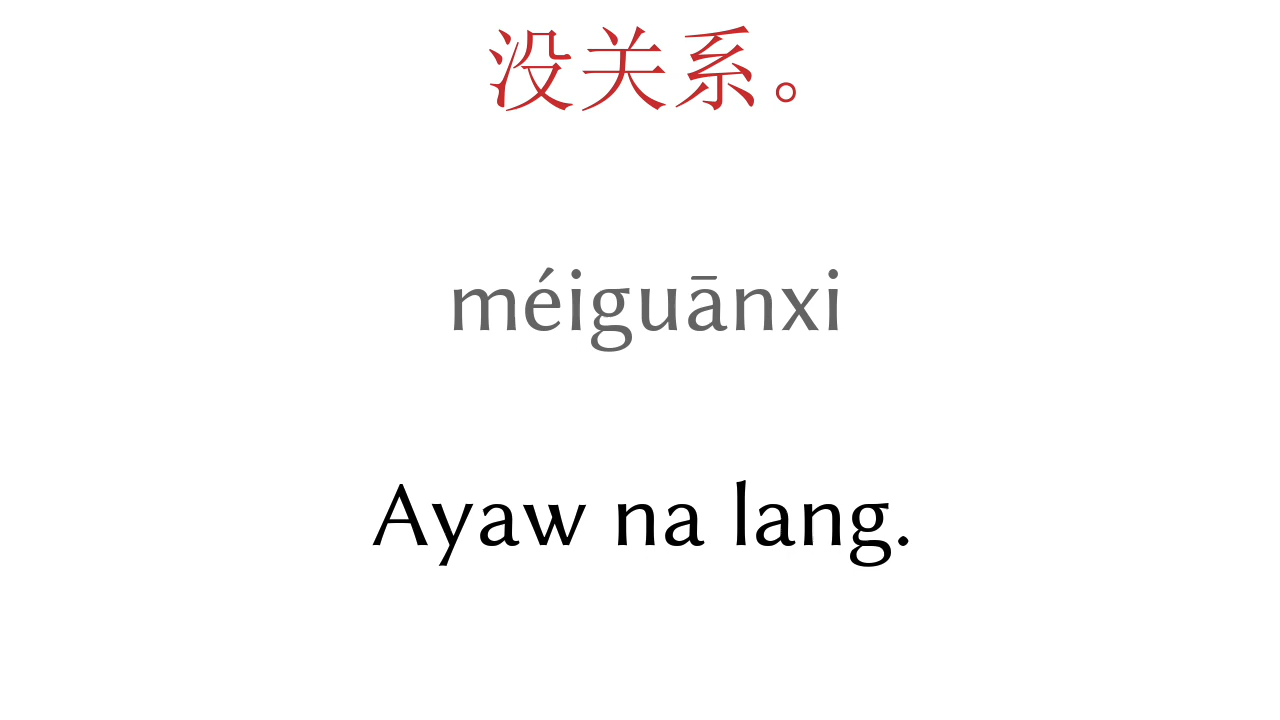 没关系。
méiguānxi
Ayaw na lang.